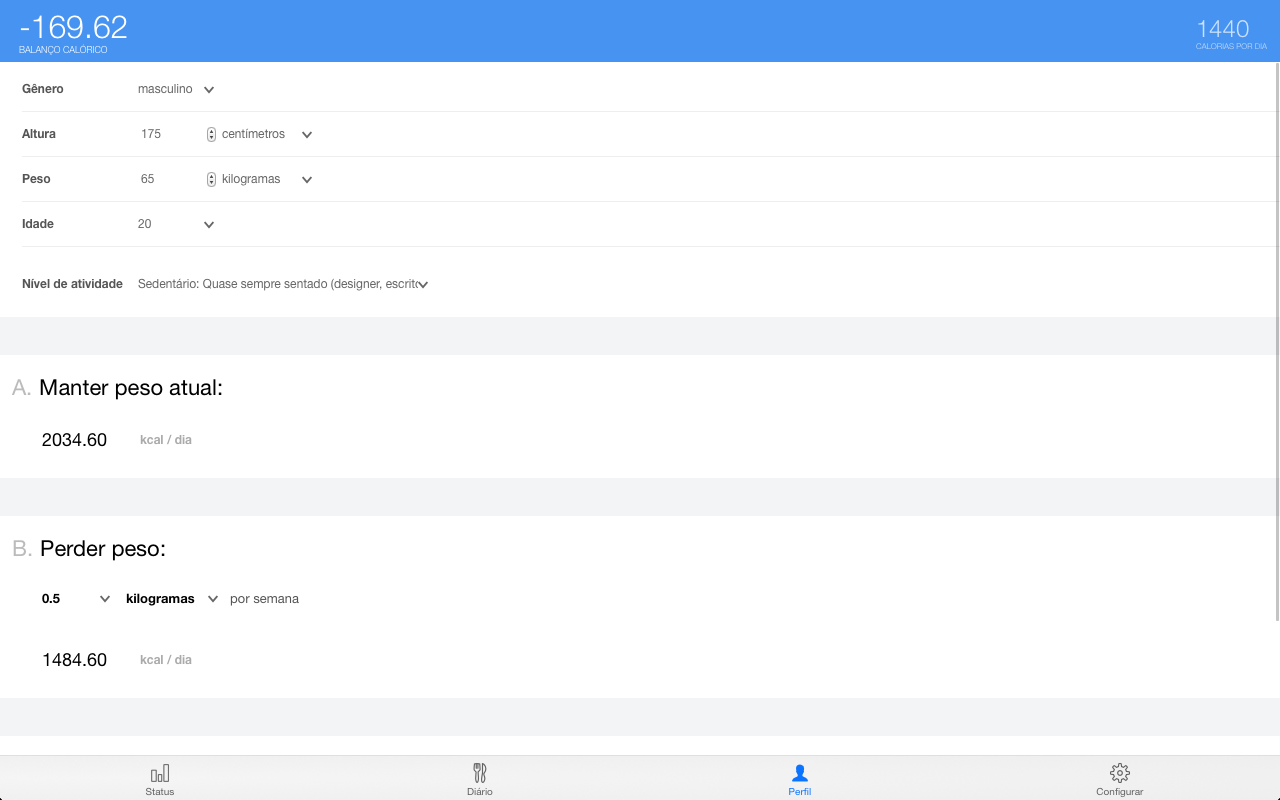 -169.62
BALANÇO CALÓRICO
1440
CALORIAS POR DIA
Gênero masculino
Altura 175 centímetros
Peso 65 kilogramas
Idade 20
Nível de atividade Sedentário: Quase sempre sentado (designer, escrito
A. Manter peso atual:
2034.60 kcal / dia
B. Perder peso:
0.5 kilogramas por semana
1484.60 kcal / dia
Status Diário Perfil Configurar